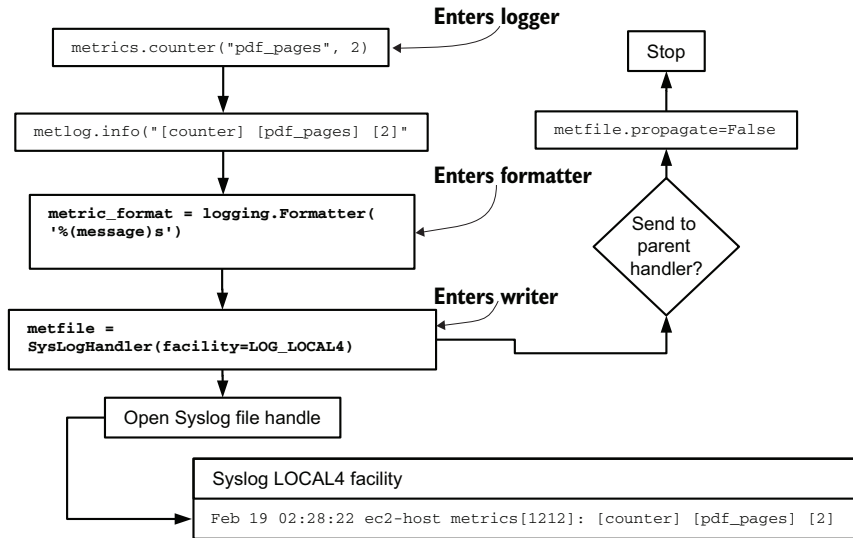 Enters logger
metrics.counter("pdf_pages", 2)
Stop
metlog.info("[counter] [pdf_pages] [2]"
metfile.propagate=False
Enters formatter
metric_format = logging.Formatter(
'%(message)s')
Send to
parent
handler?
Enters writer
metfile =
SysLogHandler(facility=LOG_LOCAL4)
Open Syslog file handle
Syslog LOCAL4 facility
Feb 19 02:28:22 ec2-host metrics[1212]: [counter] [pdf_pages] [2]